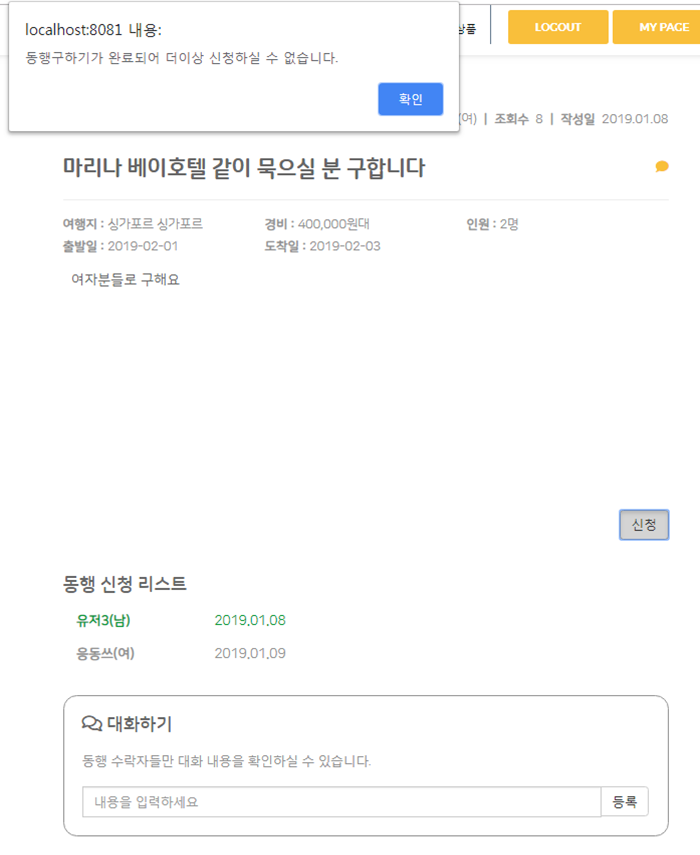 localhost:8081 내용:
동행구하기가 완료되어 더이상 신청하실 수 없습니다.
확인
상품
LOGOUT
MY PAGE
(여) | 조회수 8 | 작성일 2019.01.08
마리나 베이호텔 같이 묵으실 분 구합니다
여행지 : 싱가포르 싱가포르
경비 : 400,000원대
인원 : 2명
출발일 : 2019-02-01
도착일 : 2019-02-03
여자분들로 구해요
신청
동행 신청 리스트
유저3(남) 2019.01.08
웅동쓰(여) 2019.01.09
대화하기
동행 수락자들만 대화 내용을 확인하실 수 있습니다.
내용을 입력하세요
등록